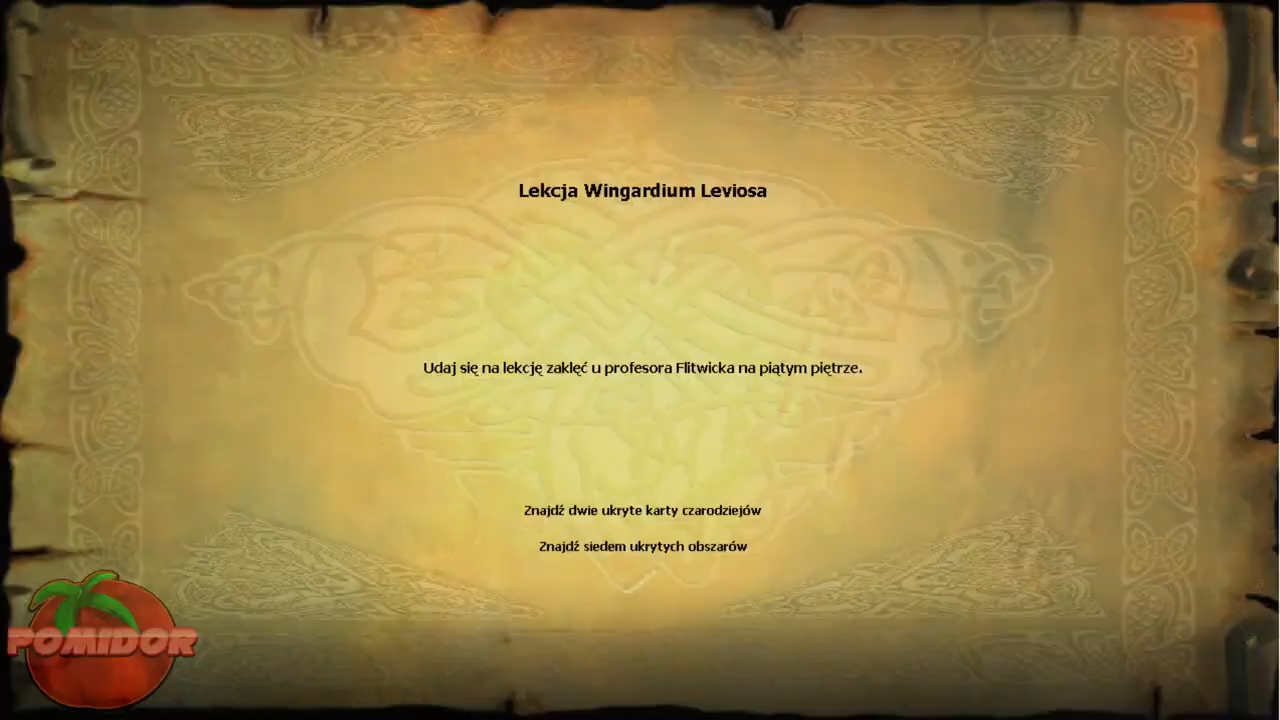 Lekcja Wingardium Leviosa
Udaj się na lekcję zaklęć u profesora Flitwicka na piątym piętrze.
Znajdź dwie ukryte karty czarodziejów
Znajdź siedem ukrytych obszarów
POMIDOR